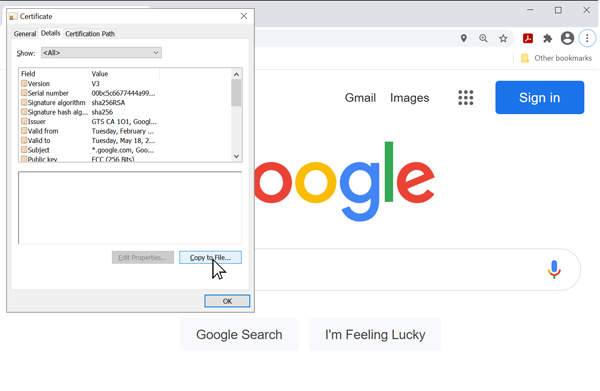 Certificate
General Details Certification Path
Show: <All>
Field Value
Version V3
Serial number 00bc5c6677444a99...
Signature algorithm sha256RSA
Signature hash alg... sha256
Issuer GTS CA 1O1, Googl...
Valid from Tuesday, February ...
Valid to Tuesday, May 18, 2...
Subject *.google.com, Goo...
Public key ECC (256 Bits)
Edit Properties... Copy to File...
OK
Other bookmarks
Gmail Images Sign in
oogle
Google Search I'm Feeling Lucky